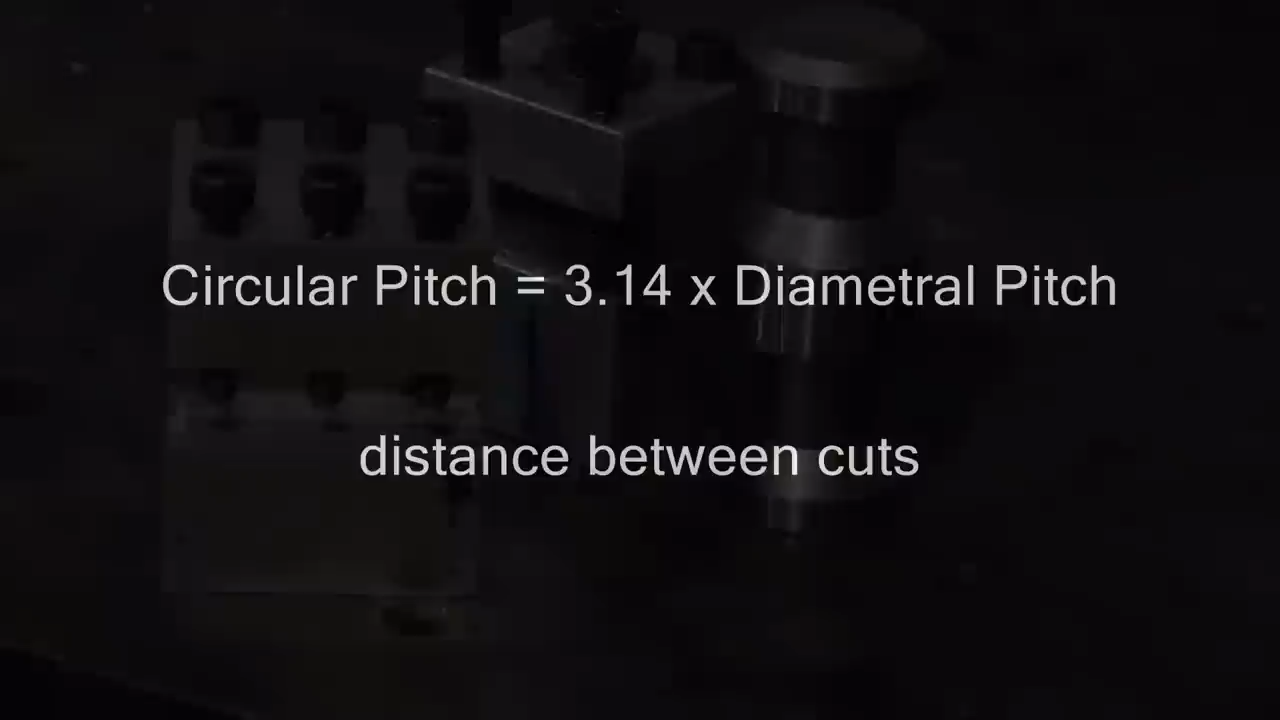 Circular Pitch = 3.14 x Diametral Pitch
distance between cuts